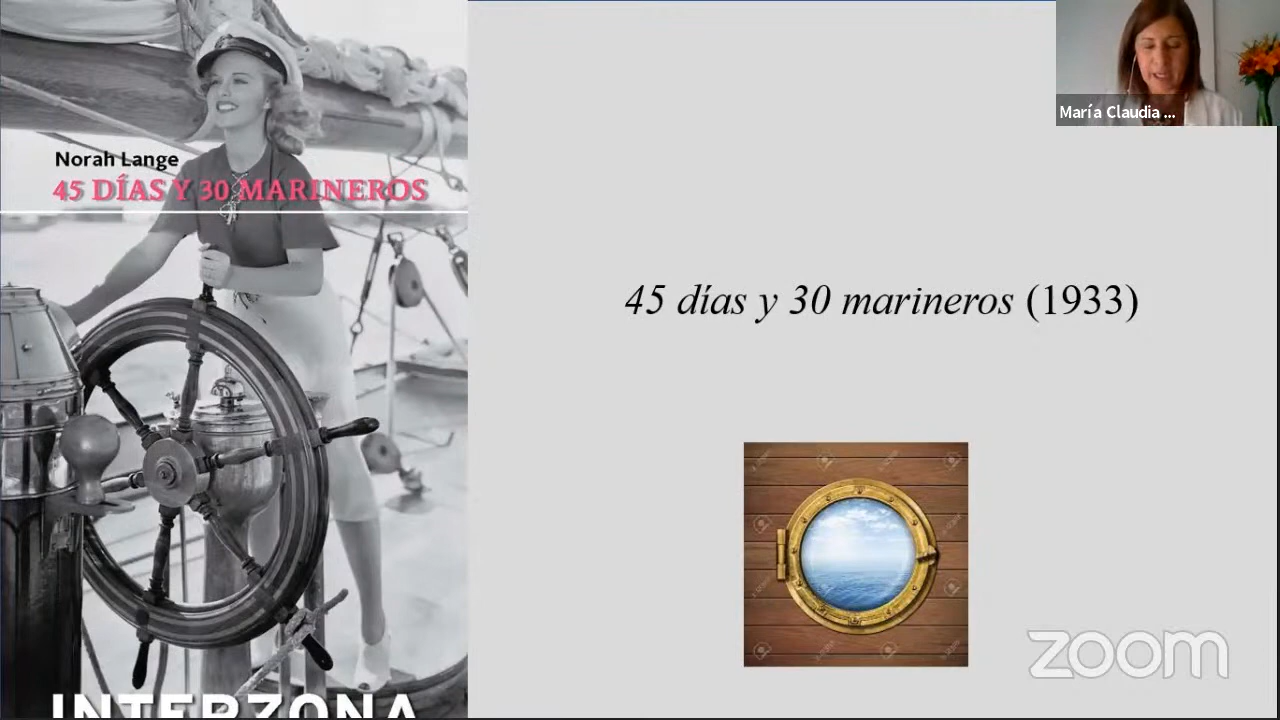 Norah Lange
45 DÍAS Y 30 MARINEROS
INTERZONA
45 días y 30 marineros (1933)
María Claudia ...
zoom